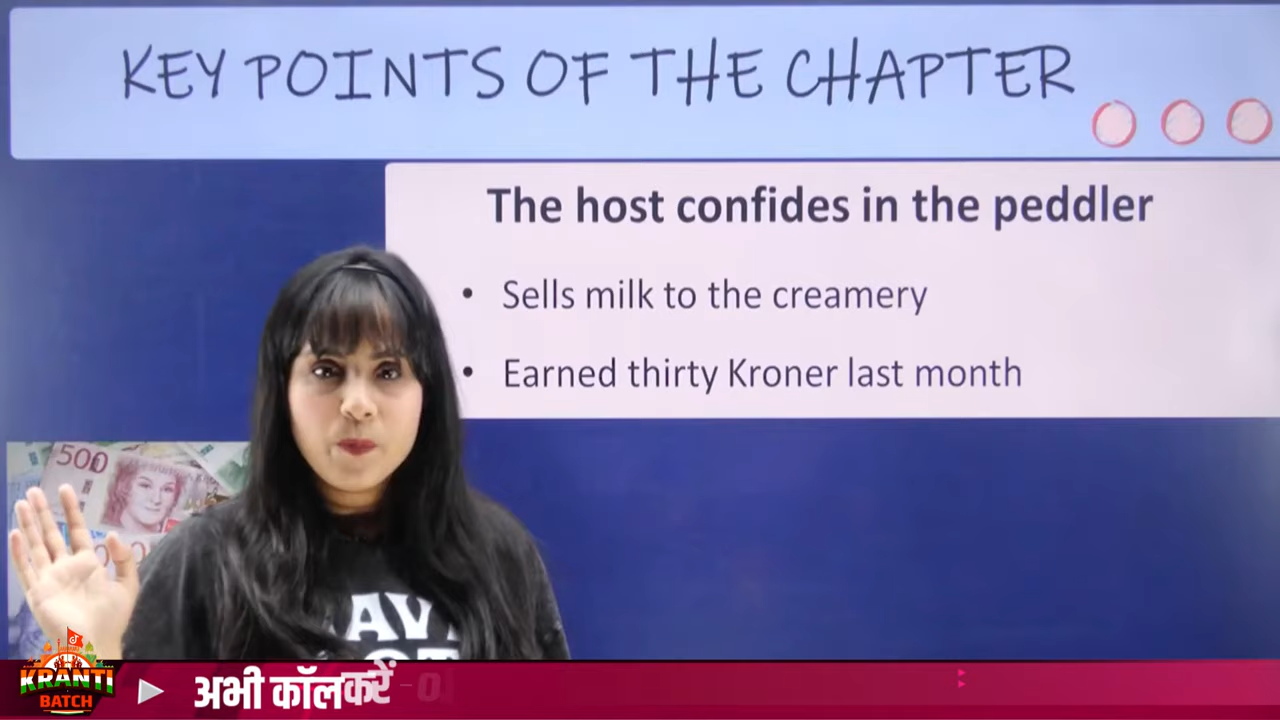 KEY POINTS OF THE CHAPTER
The host confides in the peddler
• Sells milk to the creamery
• Earned thirty Kroner last month
500
KRANTI
BATCH
अभी कॉल करें